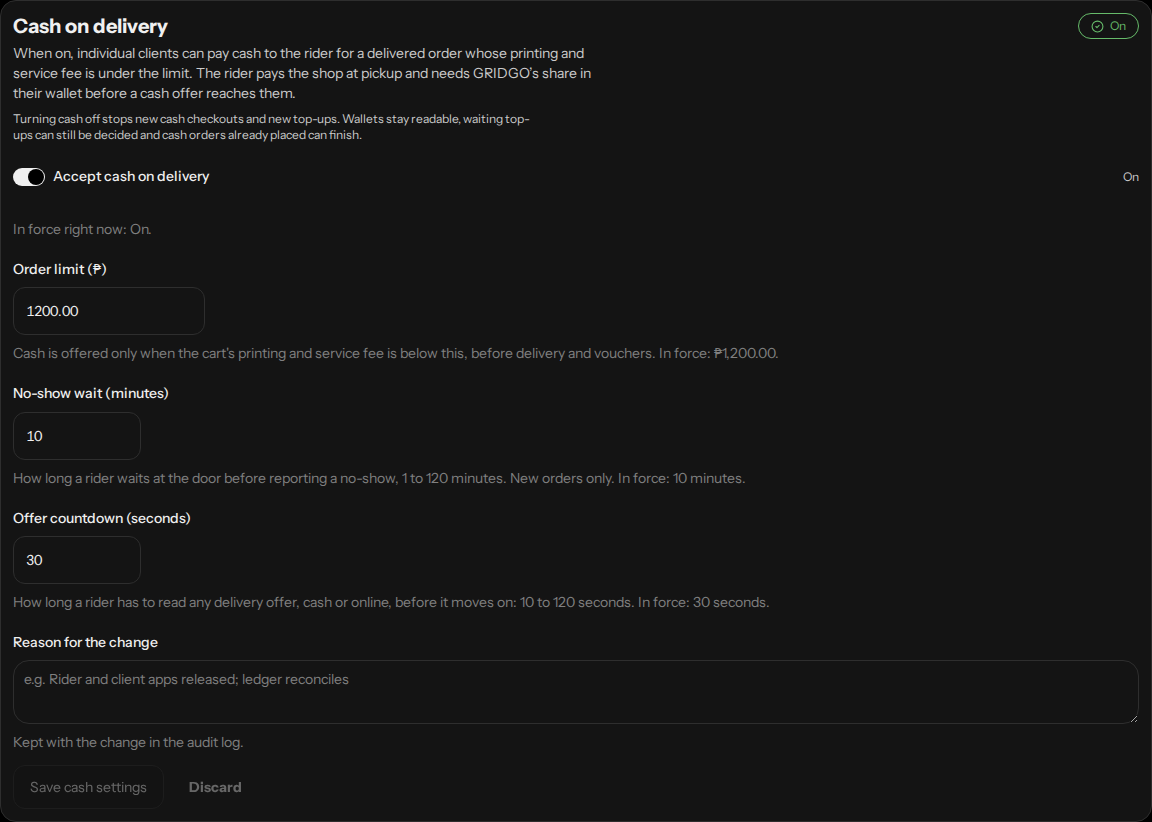 Cash on delivery
On
When on, individual clients can pay cash to the rider for a delivered order whose printing and
service fee is under the limit. The rider pays the shop at pickup and needs GRIDGO's share in
their wallet before a cash offer reaches them.
Turning cash off stops new cash checkouts and new top-ups. Wallets stay readable, waiting top-
ups can still be decided and cash orders already placed can finish.
Accept cash on delivery
On
In force right now: On.
Order limit (₱)
1200.00
Cash is offered only when the cart's printing and service fee is below this, before delivery and vouchers. In force: ₱1,200.00.
No-show wait (minutes)
10
How long a rider waits at the door before reporting a no-show, 1 to 120 minutes. New orders only. In force: 10 minutes.
Offer countdown (seconds)
30
How long a rider has to read any delivery offer, cash or online, before it moves on: 10 to 120 seconds. In force: 30 seconds.
Reason for the change
e.g. Rider and client apps released; ledger reconciles
Kept with the change in the audit log.
Save cash settings
Discard